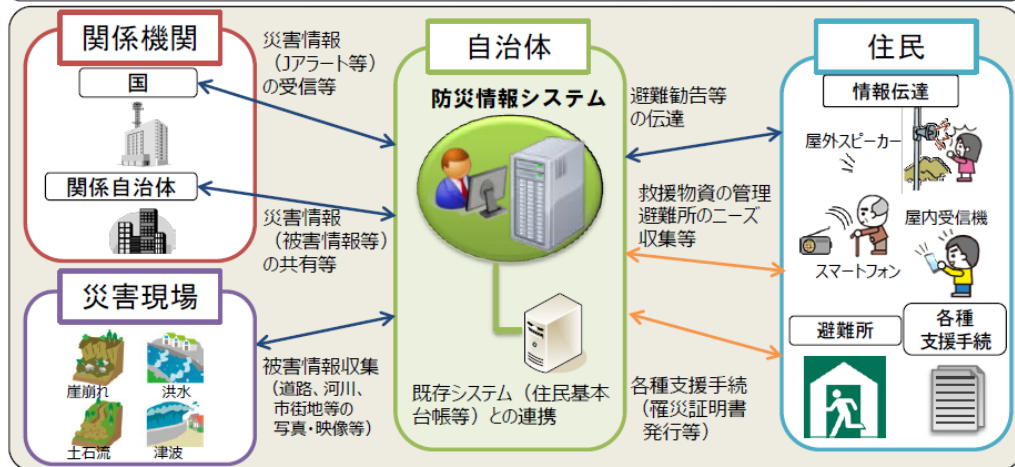 関係機関
国
関係自治体
災害情報
（Jアラート等）
の受信等
災害情報
（被害情報等）
の共有等
災害現場
崖崩れ
洪水
土石流
津波
被害情報収集
（道路、河川、
市街地等の
写真・映像等）
自治体
防災情報システム
既存システム（住民基本
台帳等）との連携
避難勧告等
の伝達
救援物資の管理
避難所のニーズ
収集等
各種支援手続
（罹災証明書
発行等）
住民
情報伝達
屋外スピーカー
屋内受信機
スマートフォン
避難所
各種
支援手続